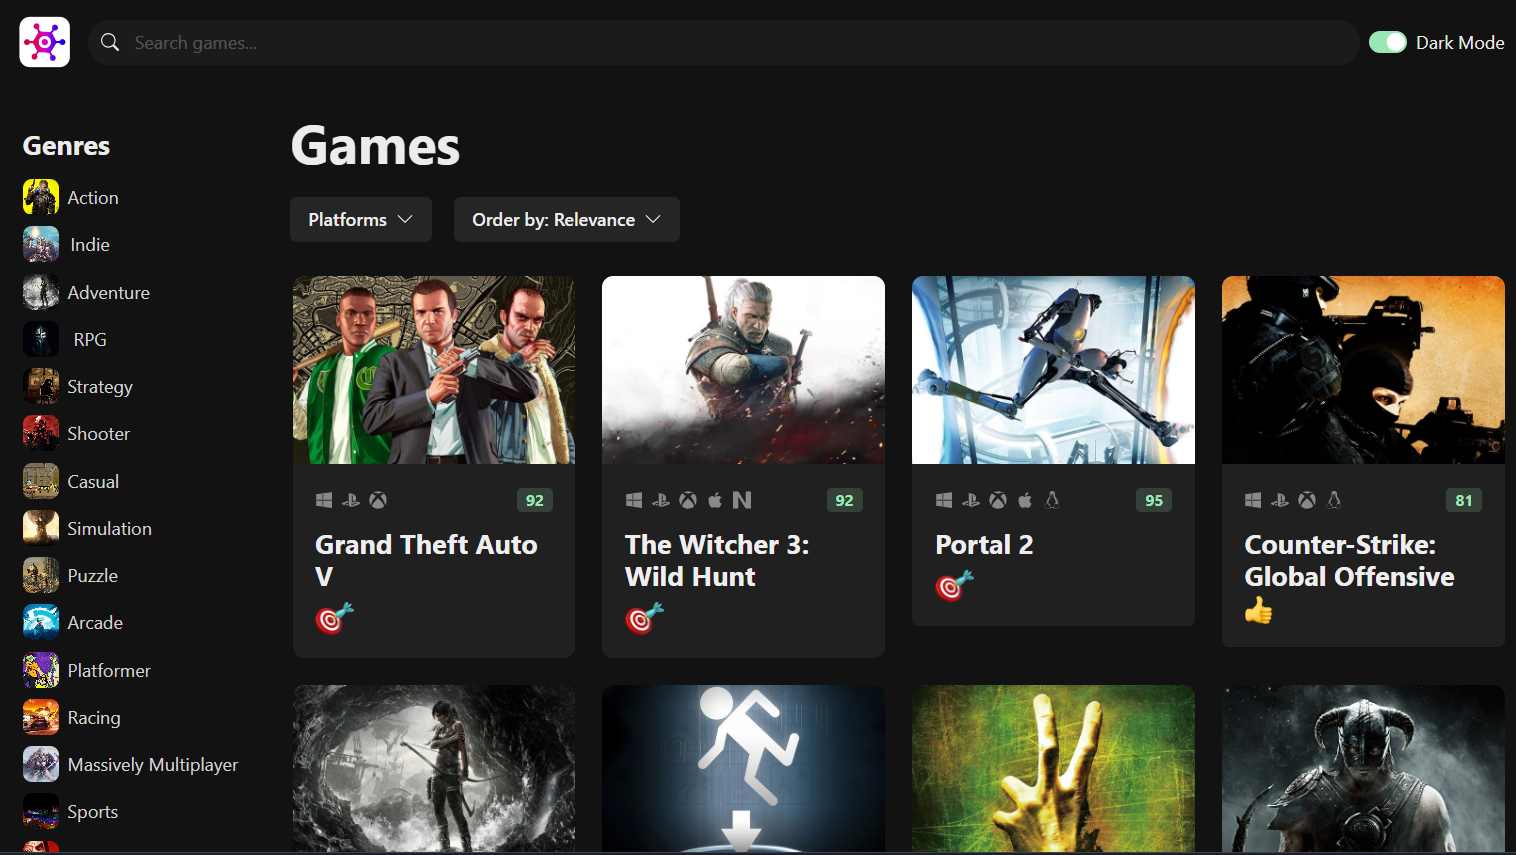 Search games...
Dark Mode
Genres
Action
Indie
Adventure
RPG
Strategy
Shooter
Casual
Simulation
Puzzle
Arcade
Platformer
Racing
Massively Multiplayer
Sports
Games
Platforms
Order by: Relevance
92
Grand Theft Auto
V
92
The Witcher 3:
Wild Hunt
95
Portal 2
81
Counter-Strike:
Global Offensive